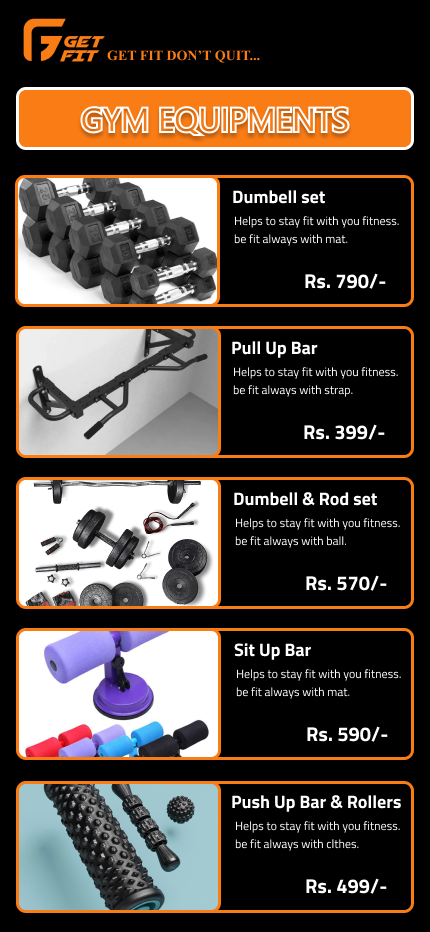 GET
FIT
GET FIT DON'T QUIT...
GYM EQUIPMENTS
Dumbell set
Helps to stay fit with you fitness.
be fit always with mat.
Rs. 790/-
Pull Up Bar
Helps to stay fit with you fitness.
be fit always with strap.
Rs. 399/-
Dumbell & Rod set
Helps to stay fit with you fitness.
be fit always with ball.
Rs. 570/-
Sit Up Bar
Helps to stay fit with you fitness.
be fit always with mat.
Rs. 590/-
Push Up Bar & Rollers
Helps to stay fit with you fitness.
be fit always with clthes.
Rs. 499/-